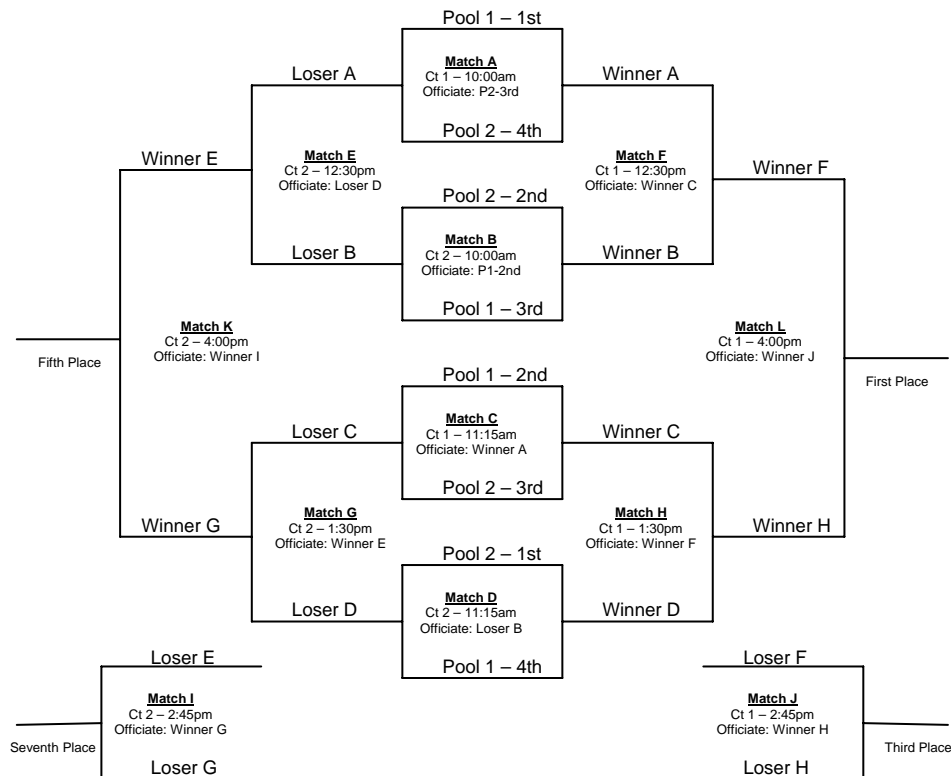 Pool 1 – 1st
Match A
Ct 1 – 10:00am
Officiate: P2-3rd
Loser A
Winner A
Pool 2 – 4th
Match E
Ct 2 – 12:30pm
Officiate: Loser D
Match F
Ct 1 – 12:30pm
Officiate: Winner C
Winner E
Winner F
Pool 2 – 2nd
Match B
Ct 2 – 10:00am
Officiate: P1-2nd
Loser B
Winner B
Pool 1 – 3rd
Match K
Ct 2 – 4:00pm
Officiate: Winner I
Match L
Ct 1 – 4:00pm
Officiate: Winner J
Fifth Place
First Place
Pool 1 – 2nd
Match C
Ct 1 – 11:15am
Officiate: Winner A
Loser C
Winner C
Pool 2 – 3rd
Match G
Ct 2 – 1:30pm
Officiate: Winner E
Match H
Ct 1 – 1:30pm
Officiate: Winner F
Winner G
Winner H
Pool 2 – 1st
Match D
Ct 2 – 11:15am
Officiate: Loser B
Loser D
Winner D
Pool 1 – 4th
Loser E
Match I
Ct 2 – 2:45pm
Officiate: Winner G
Seventh Place
Loser G
Loser F
Match J
Ct 1 – 2:45pm
Officiate: Winner H
Third Place
Loser H